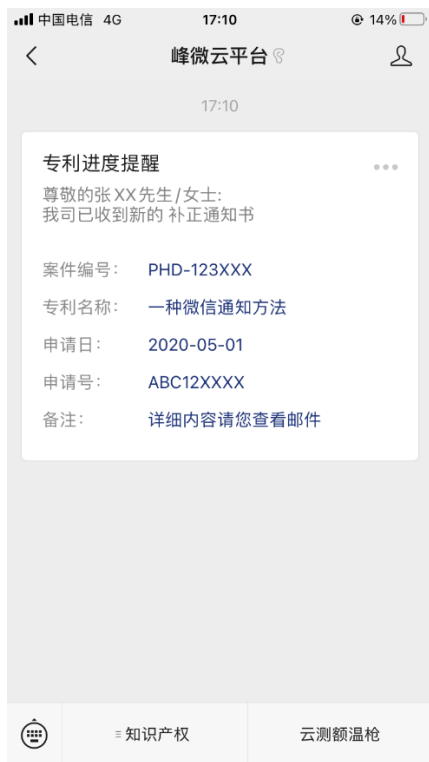 中国电信 4G 17:10 14%
峰微云平台
17:10
专利进度提醒
尊敬的张XX先生/女士:
我司已收到新的 补正通知书
案件编号: PHD-123XXX
专利名称: 一种微信通知方法
申请日: 2020-05-01
申请号: ABC12XXXX
备注: 详细内容请您查看邮件
知识产权 云测额温枪